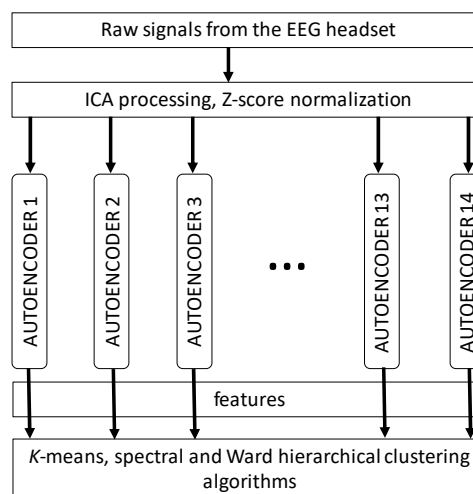 Raw signals from the EEG headset
ICA processing, Z-score normalization
AUTOENCODER 1
AUTOENCODER 2
AUTOENCODER 3
...
AUTOENCODER 13
AUTOENCODER 14
features
K-means, spectral and Ward hierarchical clustering
algorithms